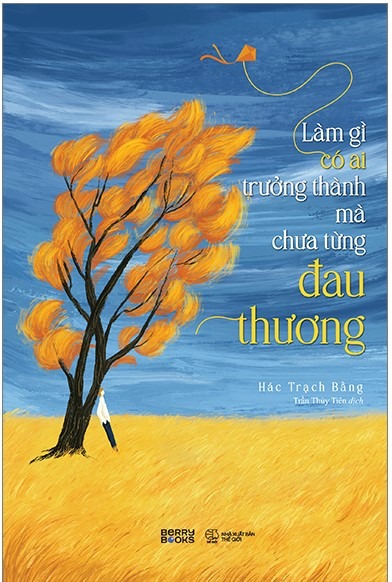 Làm gì
có ai
trưởng thành
mà
chưa từng
đau
thương
Hác Trạch Bằng
Trần Thùy Tiên dịch
BERRY
BOOKS
NHÀ XUẤT BẢN
THẾ GIỚI